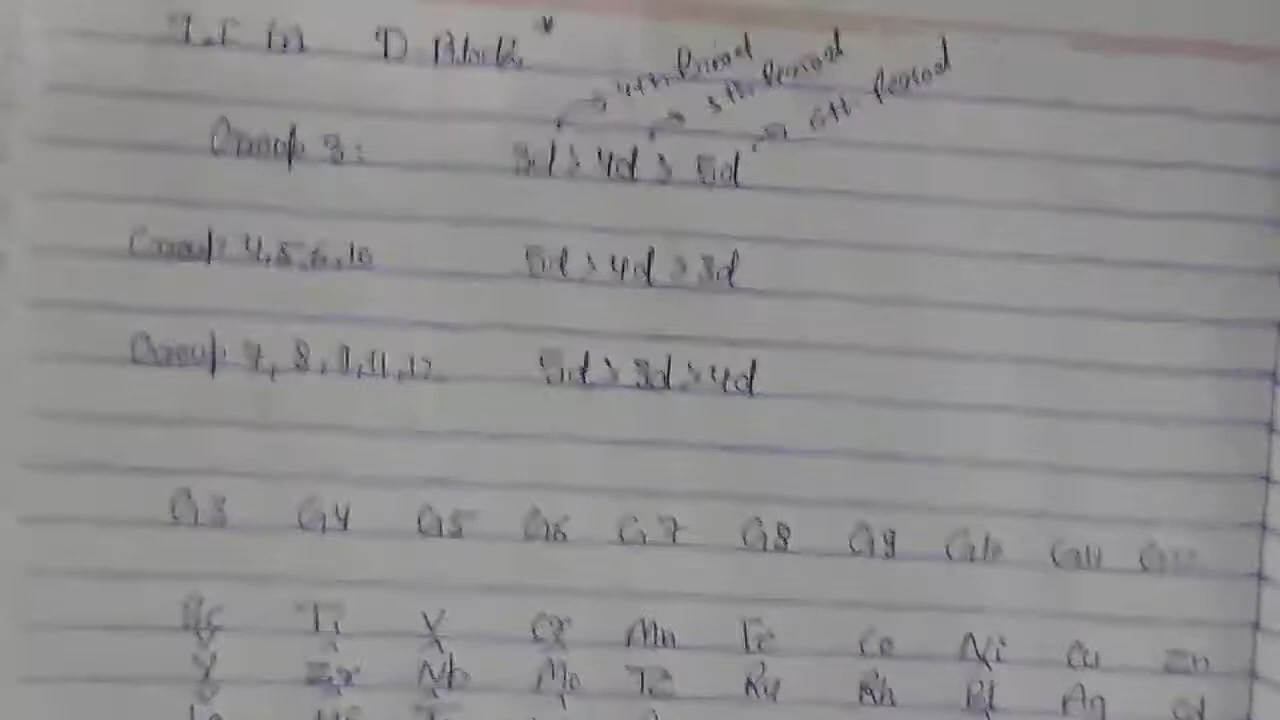 I.E in D Block
4th Period 5th Period 6th Period
Group 3: 3d > 4d > 5d
Group 4,5,6,10 5d > 4d > 3d
Group 7, 8, 9, 11, 12 5d > 3d > 4d
G3 G4 G5 G6 G7 G8 G9 G10 G11 G12
Sc Ti V Cr Mn Fe Co Ni Cu Zn
Y Zr Nb Mo Tc Ru Rh Pd Ag Cd
La Hf